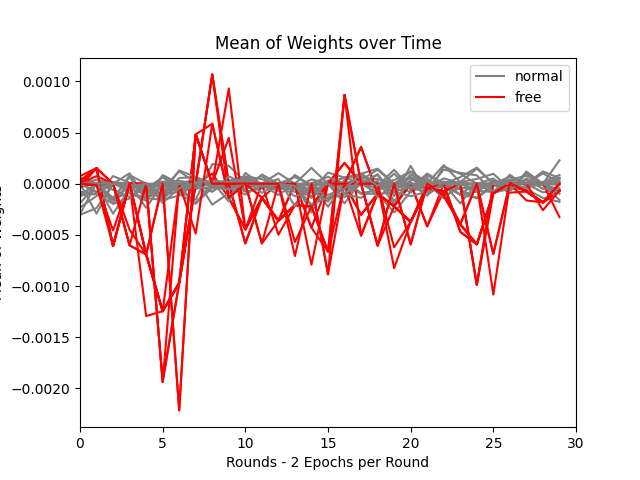 Mean of Weights over Time
normal
free
0.0010
0.0005
0.0000
−0.0005
−0.0010
−0.0015
−0.0020
0 5 10 15 20 25 30
Rounds - 2 Epochs per Round